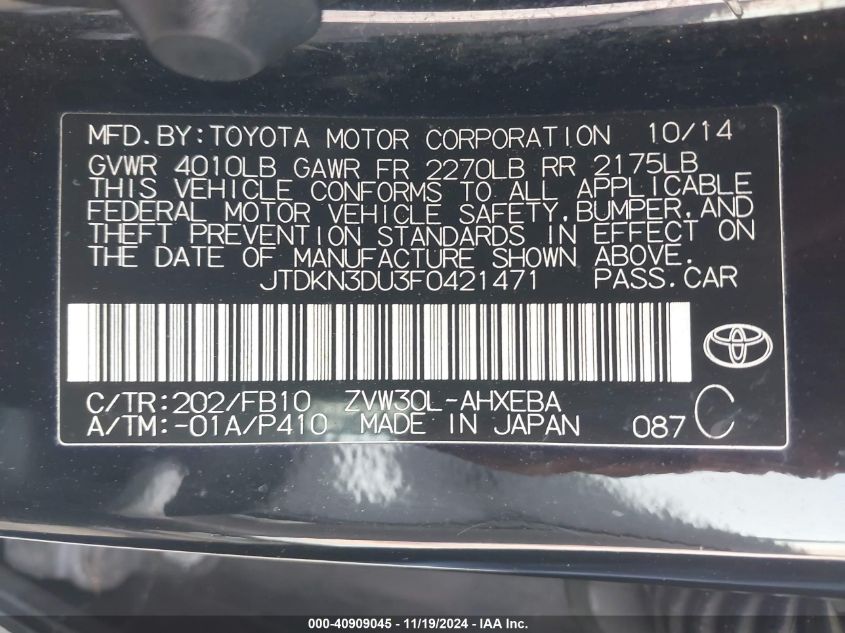 MFD.BY:TOYOTA MOTOR CORPORATION 10/14
GVWR 4010LB GAWR FR 2270LB RR 2175LB
THIS VEHICLE CONFORMS TO ALL APPLICABLE
FEDERAL MOTOR VEHICLE SAFETY,BUMPER,AND
THEFT PREVENTION STANDARDS IN EFFECT ON
THE DATE OF MANUFACTURE SHOWN ABOVE.
JTDKN3DU3F0421471 PASS.CAR
C/TR:202/FB10 ZVW30L-AHXEBA
A/TM:-01A/P410 MADE IN JAPAN 087 C
000-40909045 - 11/19/2024 - IAA Inc.